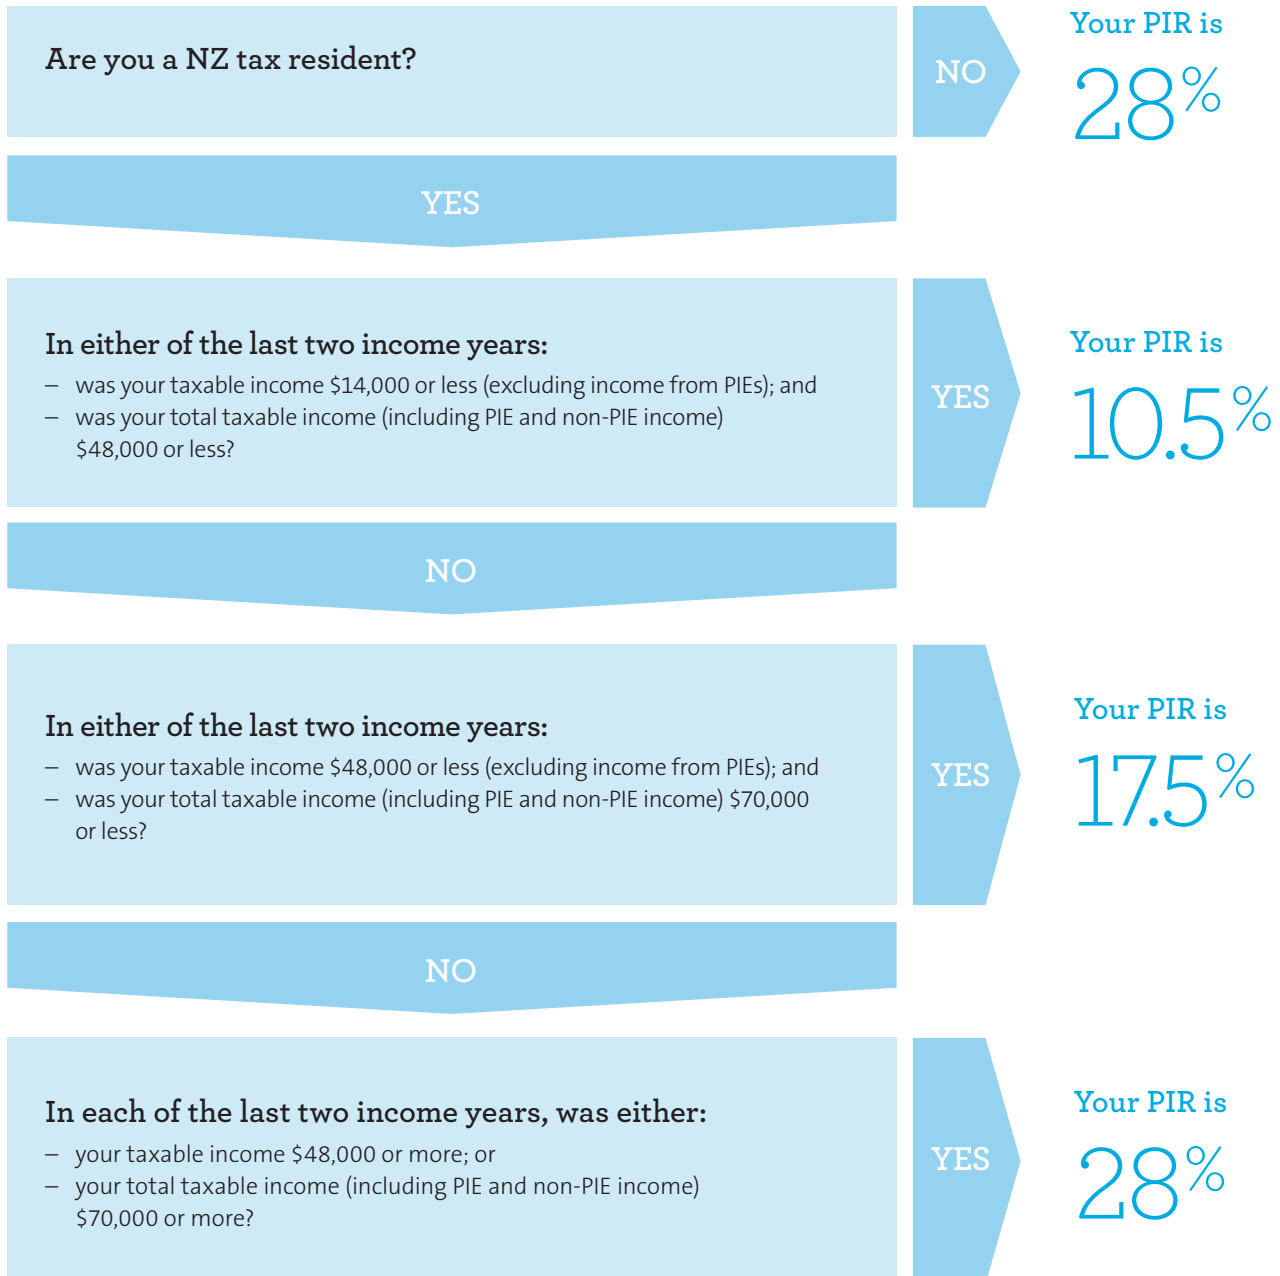 Are you a NZ tax resident?
NO
Your PIR is
28%
YES
In either of the last two income years:
– was your taxable income $14,000 or less (excluding income from PIEs); and
– was your total taxable income (including PIE and non-PIE income)
$48,000 or less?
YES
Your PIR is
10.5%
NO
In either of the last two income years:
– was your taxable income $48,000 or less (excluding income from PIEs); and
– was your total taxable income (including PIE and non-PIE income) $70,000
or less?
YES
Your PIR is
17.5%
NO
In each of the last two income years, was either:
– your taxable income $48,000 or more; or
– your total taxable income (including PIE and non-PIE income)
$70,000 or more?
YES
Your PIR is
28%